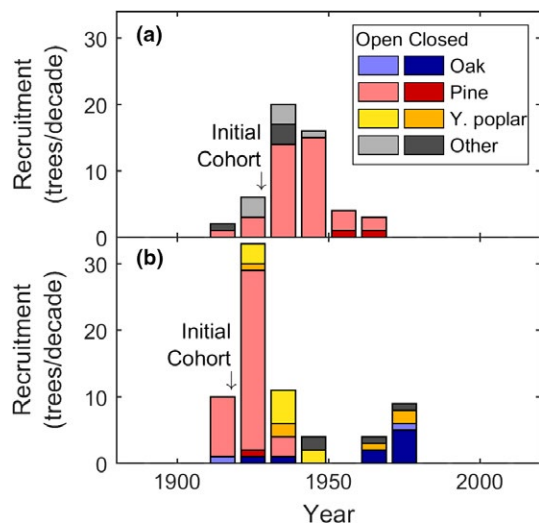 (a)
30
20
10
0
Recruitment
(trees/decade)
Initial
Cohort
↓
Open Closed
Oak
Pine
Y. poplar
Other
(b)
30
20
10
0
Recruitment
(trees/decade)
Initial
Cohort
↓
1900 1950 2000
Year